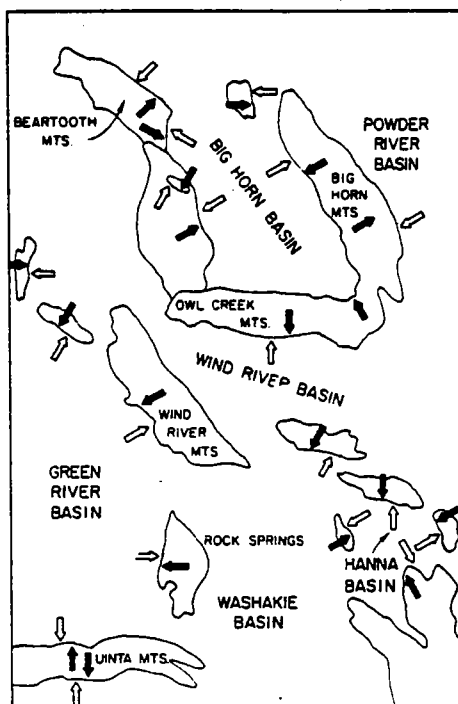 BEARTOOTH
MTS.
BIG HORN BASIN
POWDER
RIVER
BASIN
BIG
HORN
MTS.
OWL CREEK
MTS.
WIND RIVER BASIN
WIND
RIVER
MTS
GREEN
RIVER
BASIN
ROCK SPRINGS
HANNA
BASIN
WASHAKIE
BASIN
UINTA MTS.